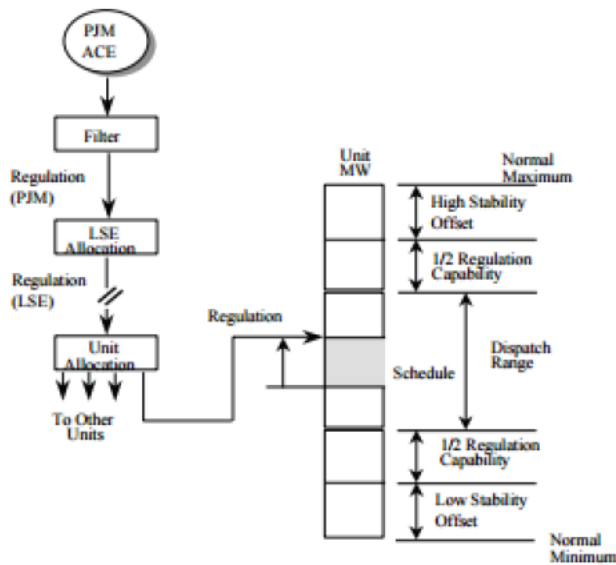 PJM
ACE
Filter
Regulation
(PJM)
LSE
Allocation
Regulation
(LSE)
Unit
Allocation
To Other
Units
Regulation
Unit
MW
Normal
Maximum
High Stability
Offset
1/2 Regulation
Capability
Schedule
Dispatch
Range
1/2 Regulation
Capability
Low Stability
Offset
Normal
Minimum